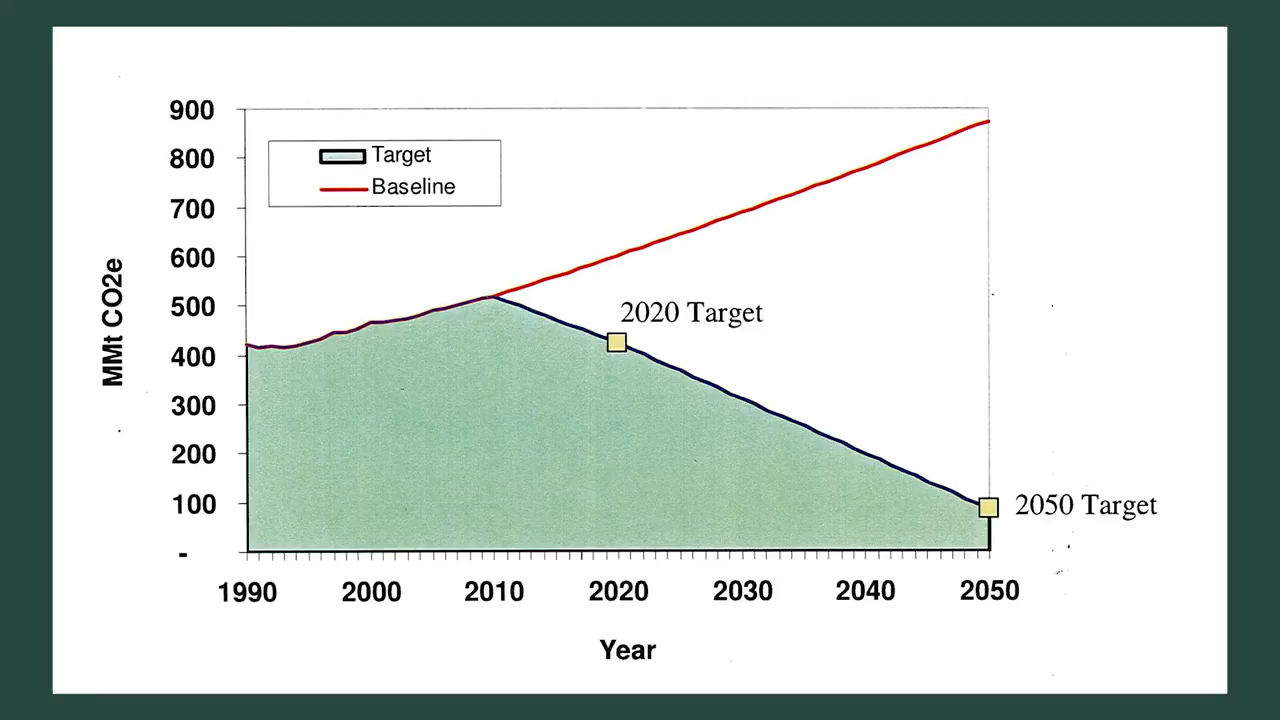 900
Target
800
Baseline
700
600
500
2020 Target
400
300
200
100
2050 Target
-
MMt CO2e
1990 2000 2010 2020 2030 2040 2050
Year